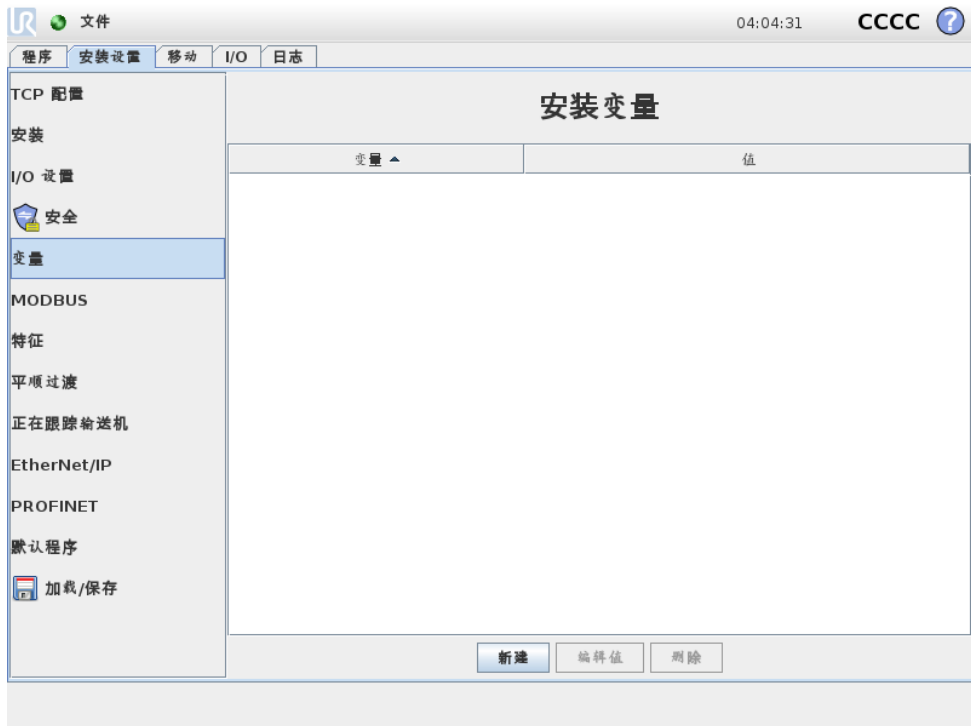 UR 文件 04:04:31 CCCC ?
程序 安装设置 移动 I/O 日志
TCP 配置
安装变量
安装
变量 值
I/O 设置
安全
变量
MODBUS
特征
平顺过渡
正在跟踪输送机
EtherNet/IP
PROFINET
默认程序
加载/保存
新建 编辑值 删除